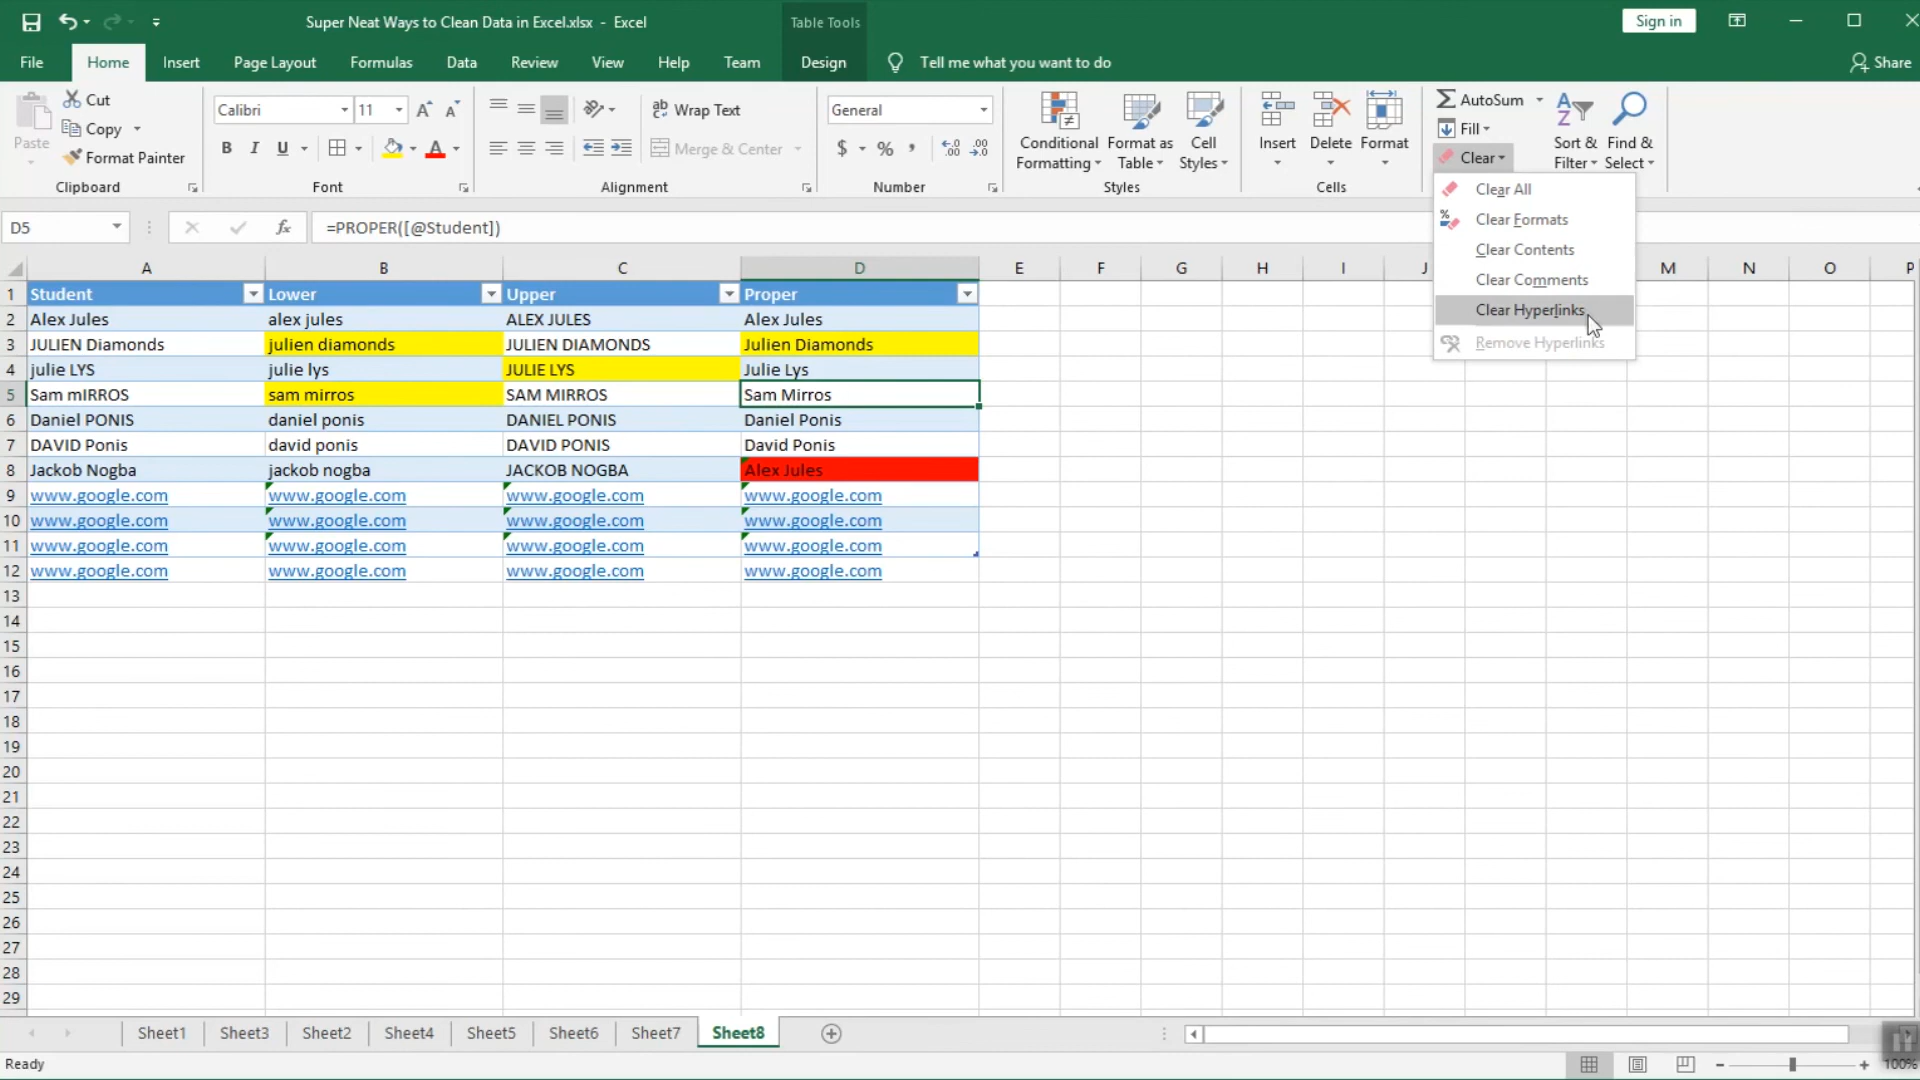 Super Neat Ways to Clean Data in Excel.xlsx - Excel
Table Tools
Sign in
File Home Insert Page Layout Formulas Data Review View Help Team Design Tell me what you want to do Share
Paste
Cut
Copy
Format Painter
Clipboard
Calibri 11
B I U
Font
Wrap Text
Merge & Center
Alignment
General
$ % ,
Number
Conditional Formatting
Format as Table
Cell Styles
Styles
Insert Delete Format
Cells
AutoSum
Fill
Clear
Sort & Filter
Find & Select
Clear All
Clear Formats
Clear Contents
Clear Comments
Clear Hyperlinks
Remove Hyperlinks
D5 fx =PROPER([@Student])
A B C D E F G H I J M N O P
1 Student Lower Upper Proper
2 Alex Jules alex jules ALEX JULES Alex Jules
3 JULIEN Diamonds julien diamonds JULIEN DIAMONDS Julien Diamonds
4 julie LYS julie lys JULIE LYS Julie Lys
5 Sam mIRROS sam mirros SAM MIRROS Sam Mirros
6 Daniel PONIS daniel ponis DANIEL PONIS Daniel Ponis
7 DAVID Ponis david ponis DAVID PONIS David Ponis
8 Jackob Nogba jackob nogba JACKOB NOGBA Alex Jules
9 www.google.com www.google.com www.google.com www.google.com
10 www.google.com www.google.com www.google.com www.google.com
11 www.google.com www.google.com www.google.com www.google.com
12 www.google.com www.google.com www.google.com www.google.com
13
14
15
16
17
18
19
20
21
22
23
24
25
26
27
28
29
Sheet1 Sheet3 Sheet2 Sheet4 Sheet5 Sheet6 Sheet7 Sheet8
Ready 100%